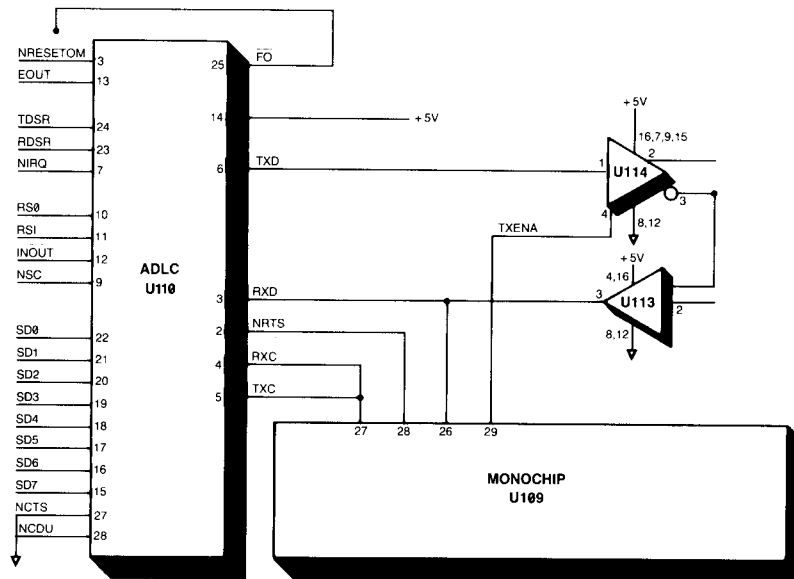 NRESETOM
3
25
FO
EOUT
13
14
+5V
TDSR
24
RDSR
23
NIRQ
7
6
TXD
+5V
16,7,9,15
1
2
U114
3
4
8,12
TXENA
RS0
10
RSI
11
INOUT
12
NSC
9
ADLC
U110
+5V
4,16
3
RXD
3
U113
2
8,12
2
NRTS
4
RXC
5
TXC
SD0
22
SD1
21
SD2
20
SD3
19
SD4
18
SD5
17
SD6
16
SD7
15
NCTS
27
NCDU
28
27
28
26
29
MONOCHIP
U109